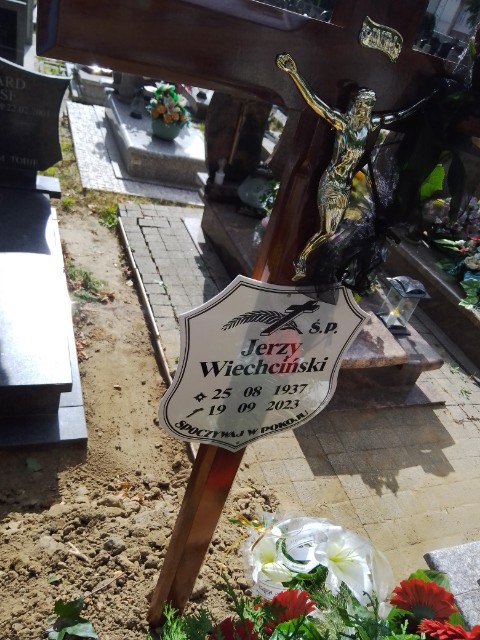 Ś.P.
Jerzy
Wiechciński
25 08 1937
19 09 2023
SPOCZYWAJ W POKOJU